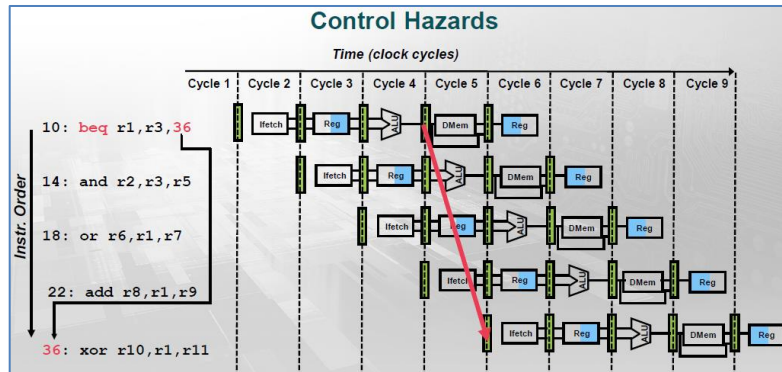 Control Hazards
Time (clock cycles)
Cycle 1 Cycle 2 Cycle 3 Cycle 4 Cycle 5 Cycle 6 Cycle 7 Cycle 8 Cycle 9
Instr. Order
10: beq r1,r3,36
Ifetch Reg ALU DMem Reg
14: and r2,r3,r5
Ifetch Reg ALU DMem Reg
18: or r6,r1,r7
Ifetch Reg ALU DMem Reg
22: add r8,r1,r9
Ifetch Reg ALU DMem Reg
36: xor r10,r1,r11
Ifetch Reg ALU DMem Reg